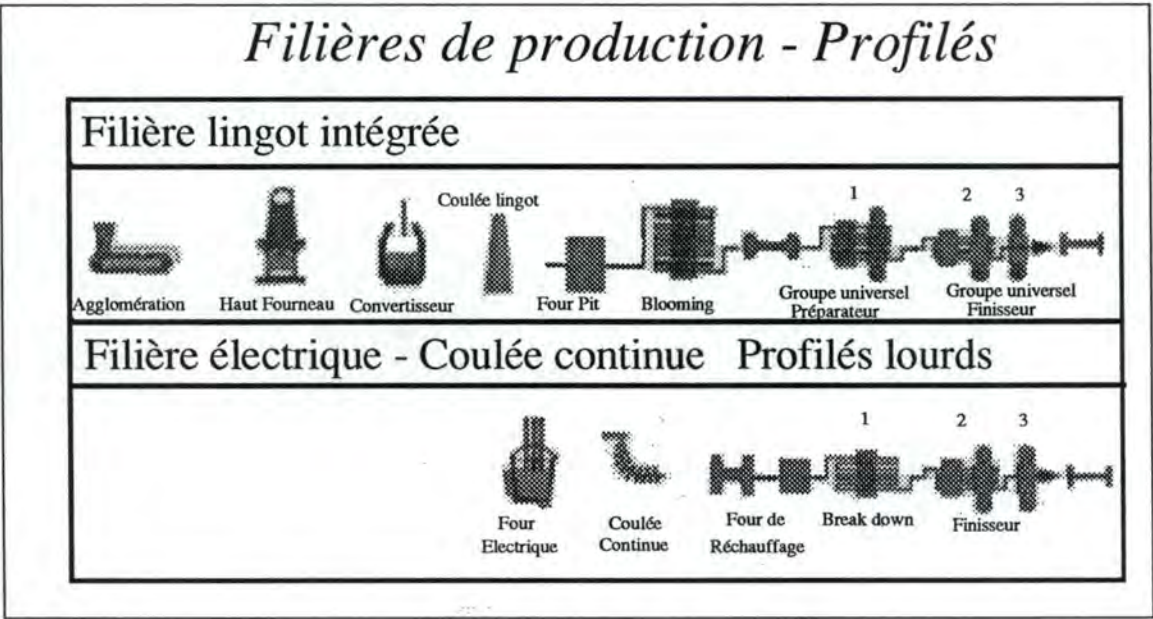 Filières de production - Profilés
Filière lingot intégrée
Coulée lingot
1
2
3
Agglomération
Haut Fourneau
Convertisseur
Four Pit
Blooming
Groupe universel
Préparateur
Groupe universel
Finisseur
Filière électrique - Coulée continue Profilés lourds
1
2
3
Four
Electrique
Coulée
Continue
Four de
Réchauffage
Break down
Finisseur